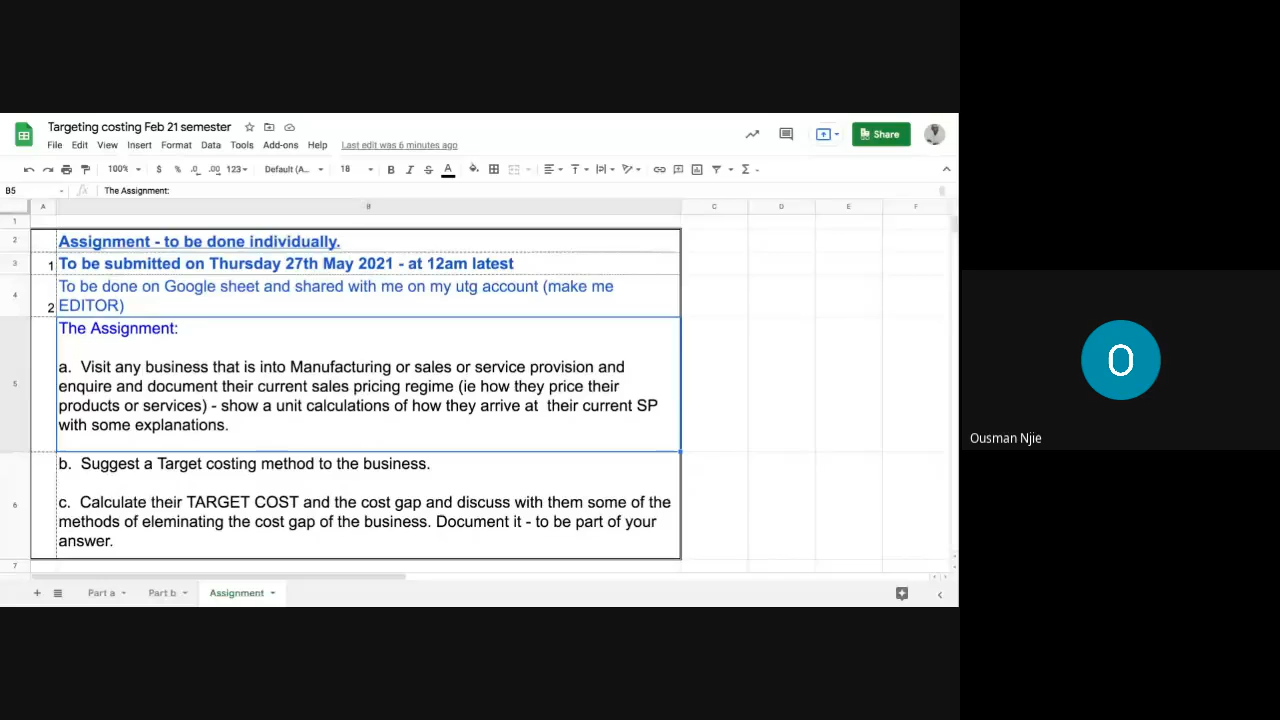 Targeting costing Feb 21 semester
File Edit View Insert Format Data Tools Add-ons Help Last edit was 6 minutes ago
Share
100% $ % .0 .00 123 Default (A... 18 B I S A
B5 fx The Assignment:
A B C D E F
1
2 Assignment - to be done individually.
3 1 To be submitted on Thursday 27th May 2021 - at 12am latest
To be done on Google sheet and shared with me on my utg account (make me
4 2 EDITOR)
The Assignment:
a. Visit any business that is into Manufacturing or sales or service provision and
5 enquire and document their current sales pricing regime (ie how they price their
products or services) - show a unit calculations of how they arrive at their current SP
with some explanations.
b. Suggest a Target costing method to the business.
6 c. Calculate their TARGET COST and the cost gap and discuss with them some of the
methods of eleminating the cost gap of the business. Document it - to be part of your
answer.
7
Part a Part b Assignment
O
Ousman Njie